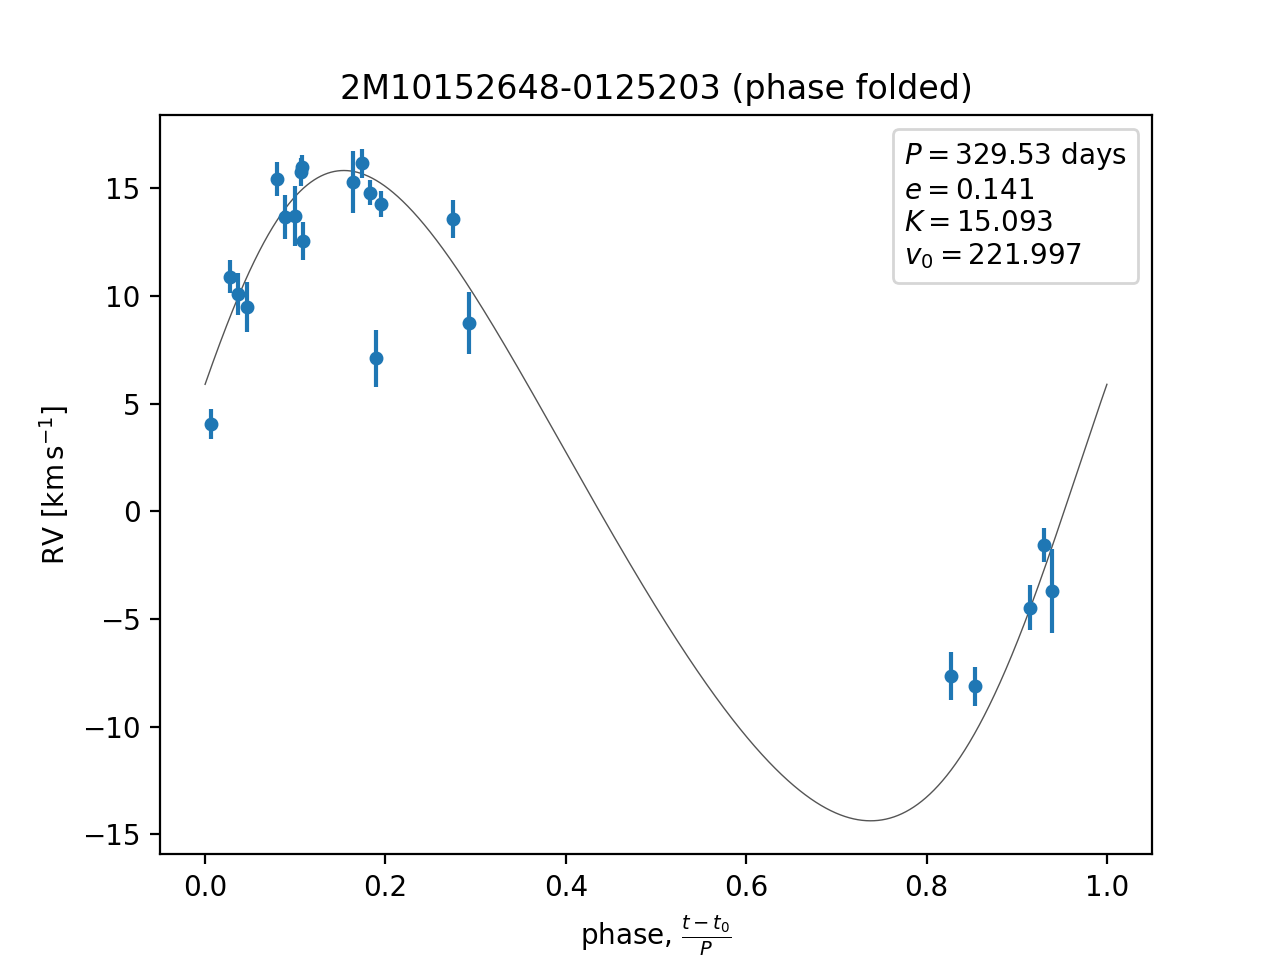 2M10152648-0125203 (phase folded)
P = 329.53 days
e = 0.141
K = 15.093
v₀ = 221.997
RV [km s⁻¹]
15
10
5
0
−5
−10
−15
0.0 0.2 0.4 0.6 0.8 1.0
phase, (t − t₀)/P